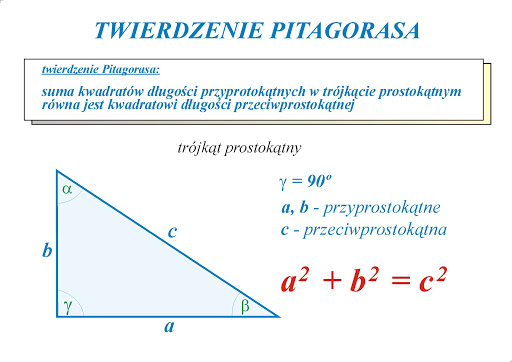 TWIERDZENIE PITAGORASA
twierdzenie Pitagorasa:
suma kwadratów długości przyprotokątnych w trójkącie prostokątnym
równa jest kwadratowi długości przeciwprostokątnej
trójkąt prostokątny
γ = 90º
a, b - przyprostokątne
c - przeciwprostokątna
a² + b² = c²
α
c
b
γ
β
a